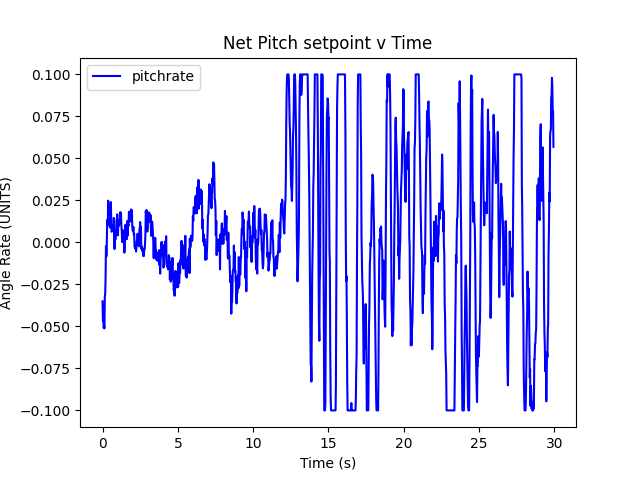 Net Pitch setpoint v Time
pitchrate
0.100
0.075
0.050
0.025
0.000
−0.025
−0.050
−0.075
−0.100
Angle Rate (UNITS)
0 5 10 15 20 25 30
Time (s)